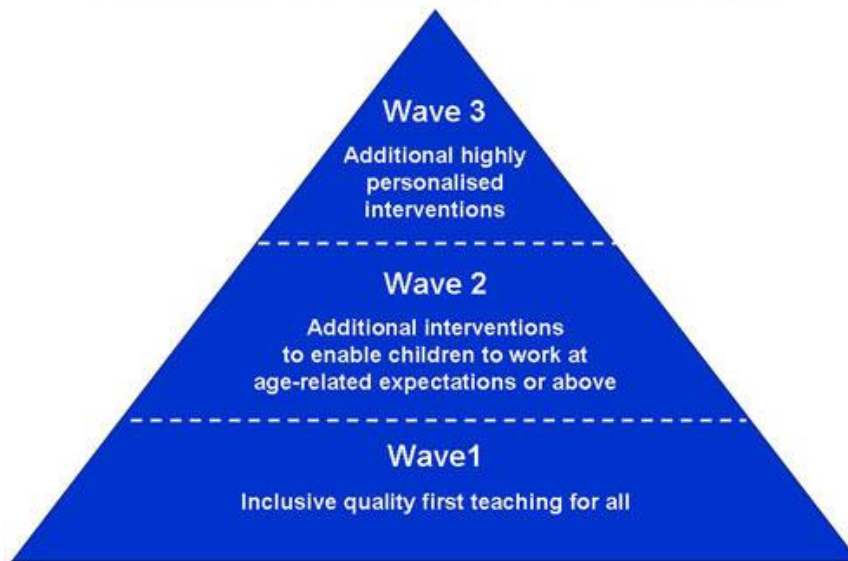 Wave 3
Additional highly
personalised
interventions
Wave 2
Additional interventions
to enable children to work at
age-related expectations or above
Wave1
Inclusive quality first teaching for all